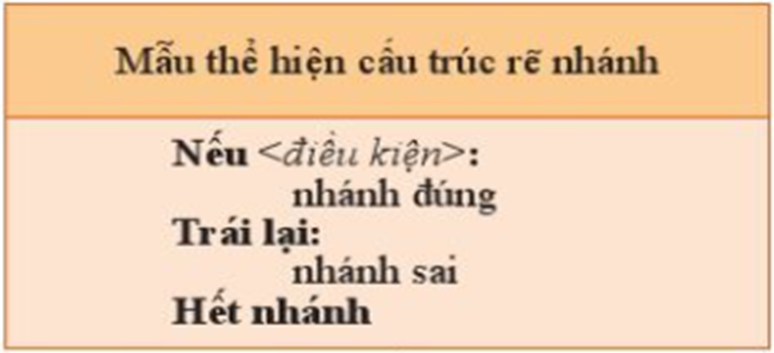 Mẫu thể hiện cấu trúc rẽ nhánh
Nếu <điều kiện>:
nhánh đúng
Trái lại:
nhánh sai
Hết nhánh